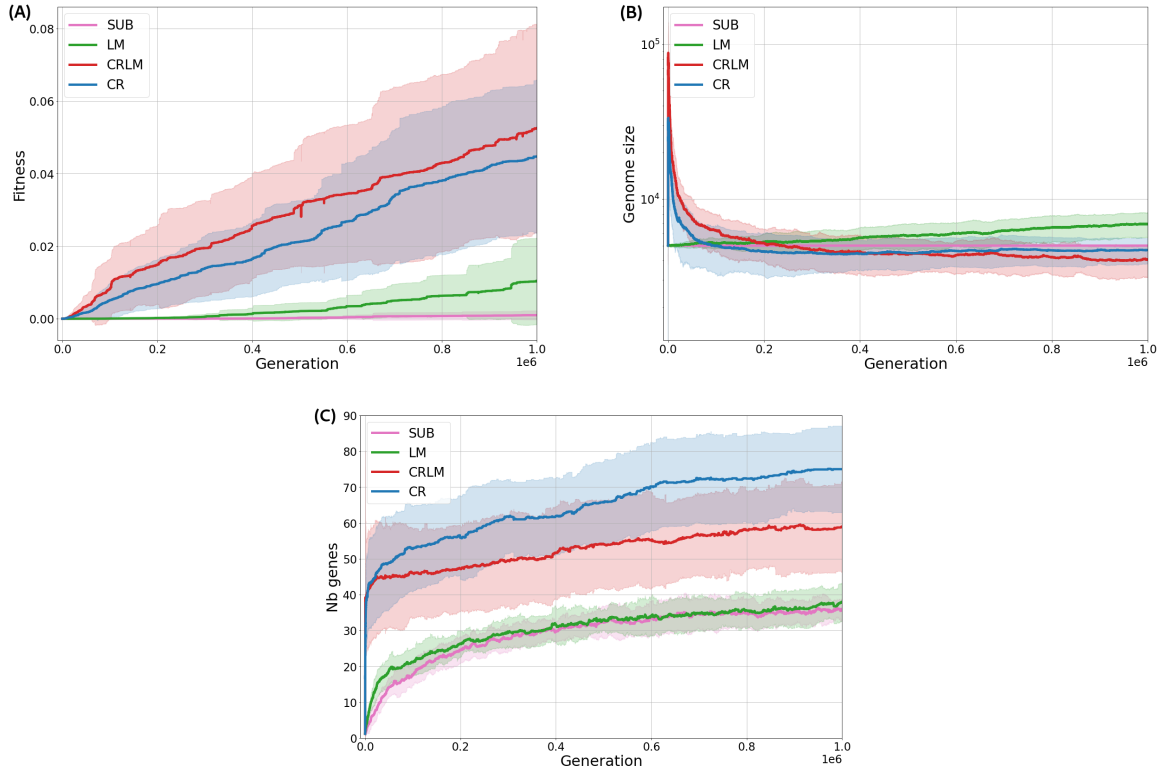 (A)
SUB
LM
CRLM
CR
Fitness
0.08
0.06
0.04
0.02
0.00
0.0 0.2 0.4 0.6 0.8 1.0
1e6
Generation
(B)
SUB
LM
CRLM
CR
Genome size
10^5
10^4
0.0 0.2 0.4 0.6 0.8 1.0
1e6
Generation
(C)
SUB
LM
CRLM
CR
Nb genes
90
80
70
60
50
40
30
20
10
0
0.0 0.2 0.4 0.6 0.8 1.0
1e6
Generation